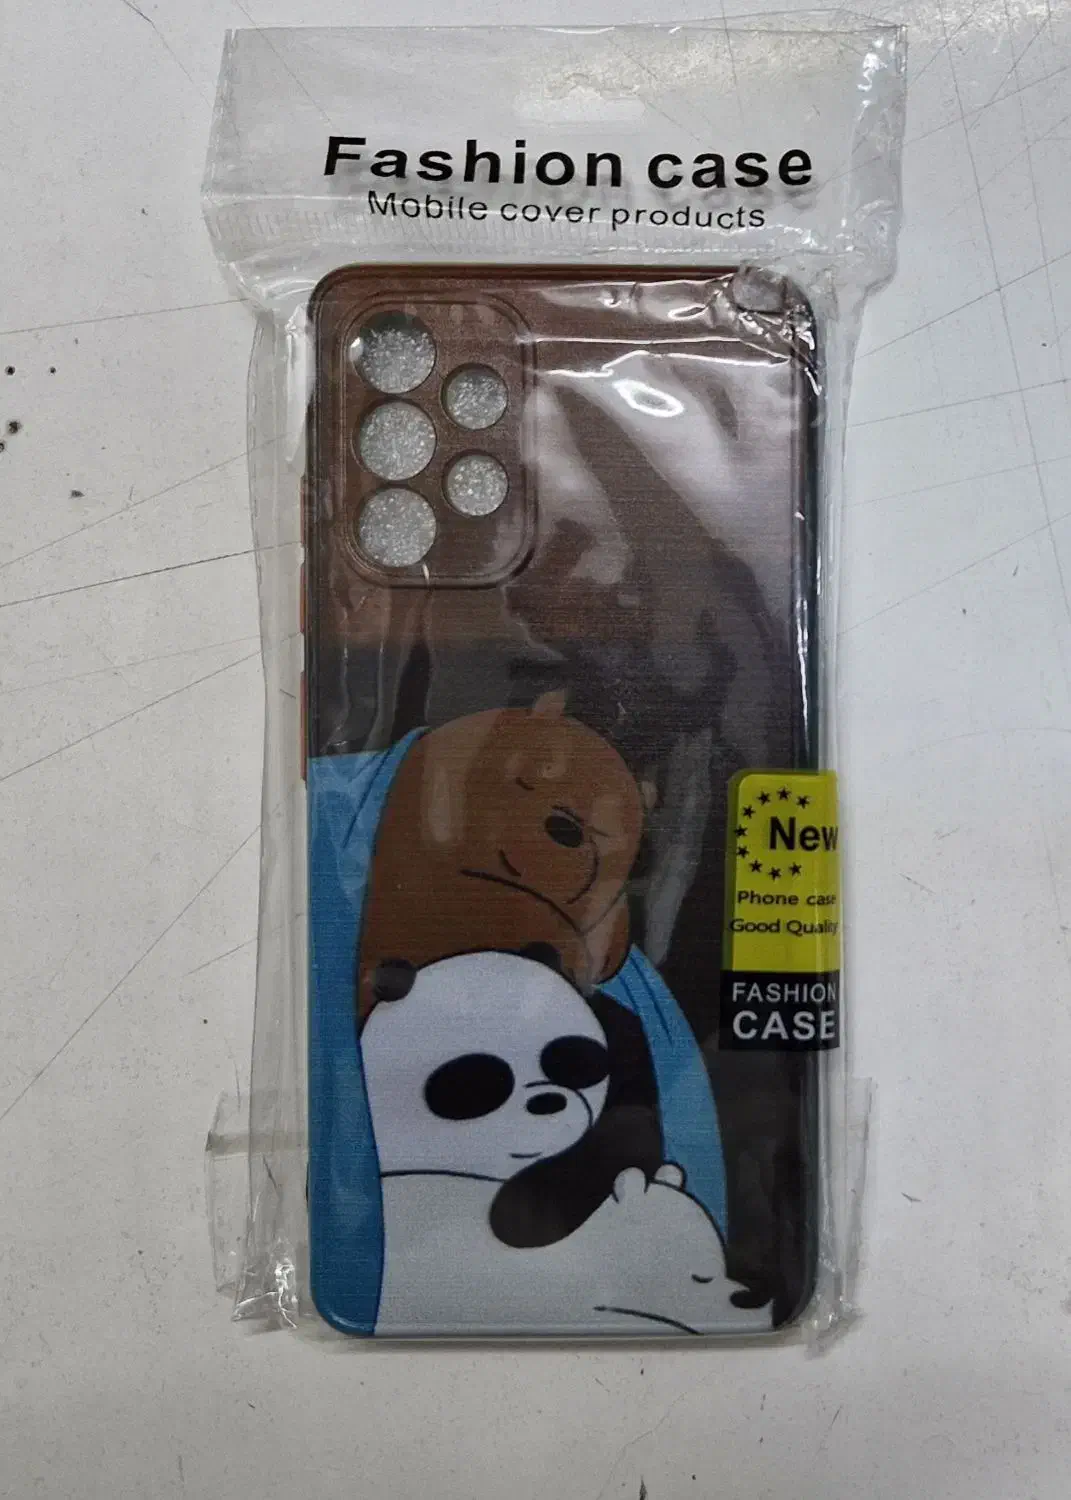 Fashion case
Mobile cover products
New
Phone case
Good Quality
FASHION
CASE